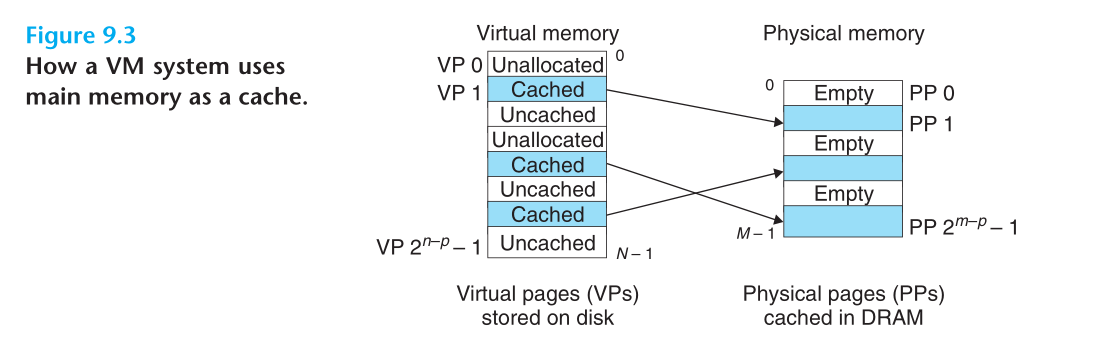 Figure 9.3
How a VM system uses
main memory as a cache.
Virtual memory
Physical memory
VP 0 Unallocated 0
VP 1 Cached
Uncached
Unallocated
Cached
Uncached
Cached
VP 2^{n–p} – 1 Uncached N – 1
0 Empty PP 0
PP 1
Empty
Empty
M – 1 PP 2^{m–p} – 1
Virtual pages (VPs)
stored on disk
Physical pages (PPs)
cached in DRAM